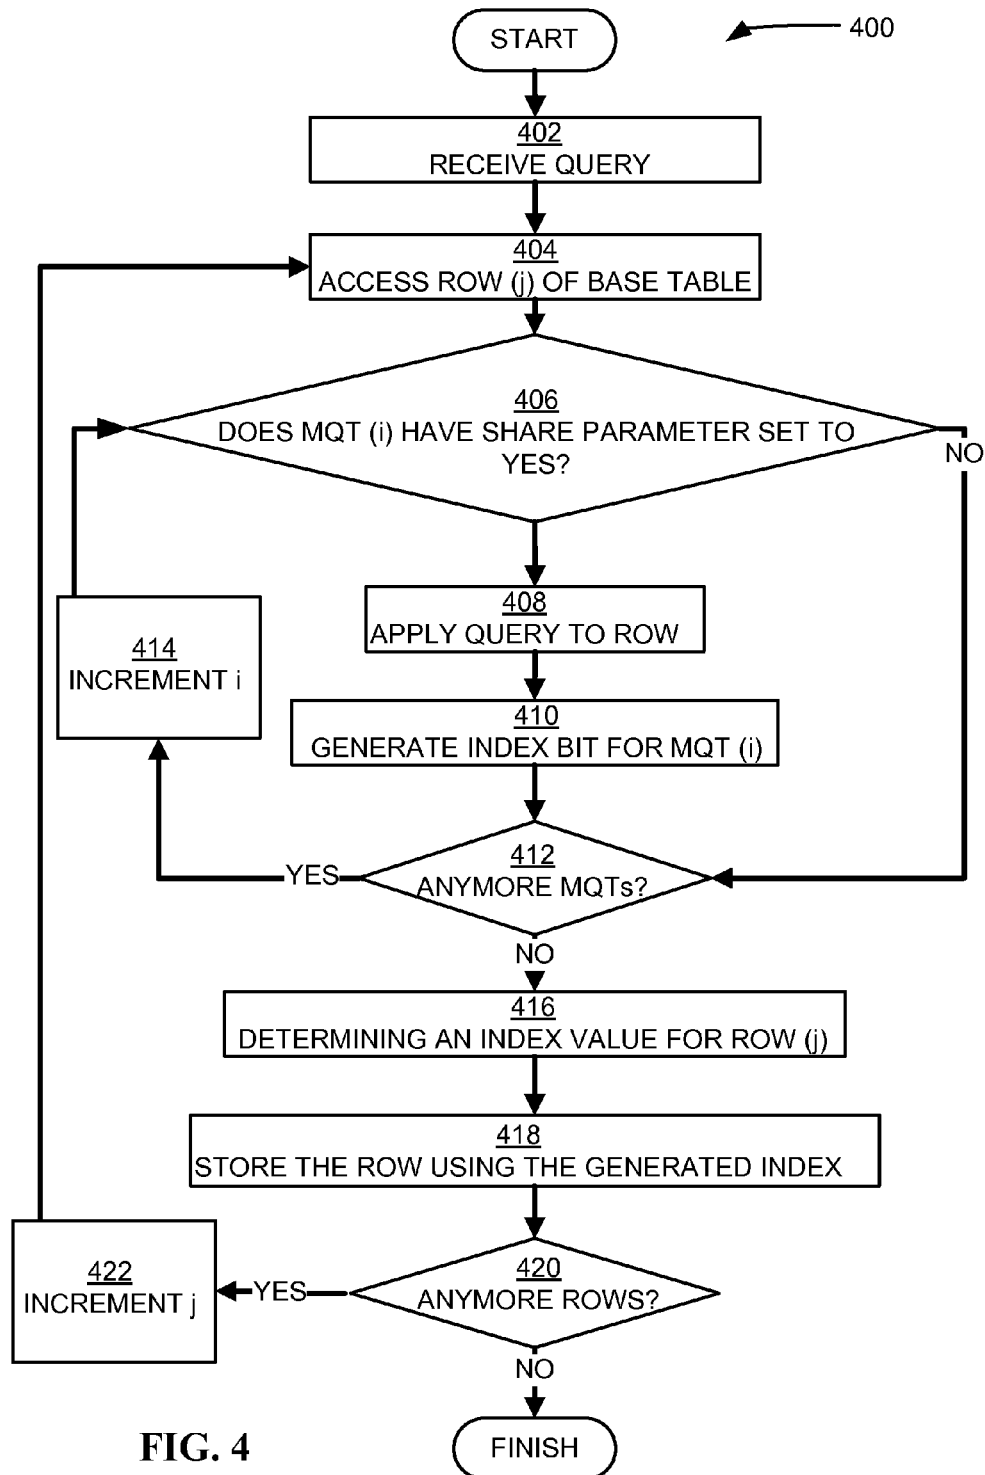 START
400
402
RECEIVE QUERY
404
ACCESS ROW (j) OF BASE TABLE
406
DOES MQT (i) HAVE SHARE PARAMETER SET TO
YES?
NO
408
APPLY QUERY TO ROW
414
INCREMENT i
410
GENERATE INDEX BIT FOR MQT (i)
412
ANYMORE MQTs?
YES
NO
416
DETERMINING AN INDEX VALUE FOR ROW (j)
418
STORE THE ROW USING THE GENERATED INDEX
420
ANYMORE ROWS?
YES
422
INCREMENT j
NO
FINISH
FIG. 4